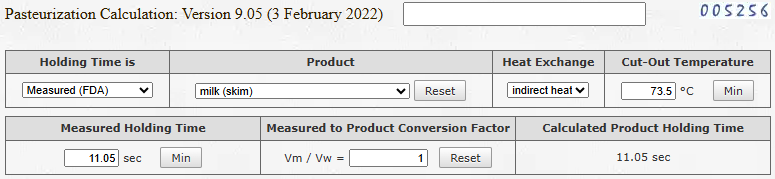 Pasteurization Calculation: Version 9.05 (3 February 2022) 005256
Holding Time is Product Heat Exchange Cut-Out Temperature
Measured (FDA) milk (skim) Reset indirect heat 73.5 °C Min
Measured Holding Time Measured to Product Conversion Factor Calculated Product Holding Time
11.05 sec Min Vm / Vw = 1 Reset 11.05 sec